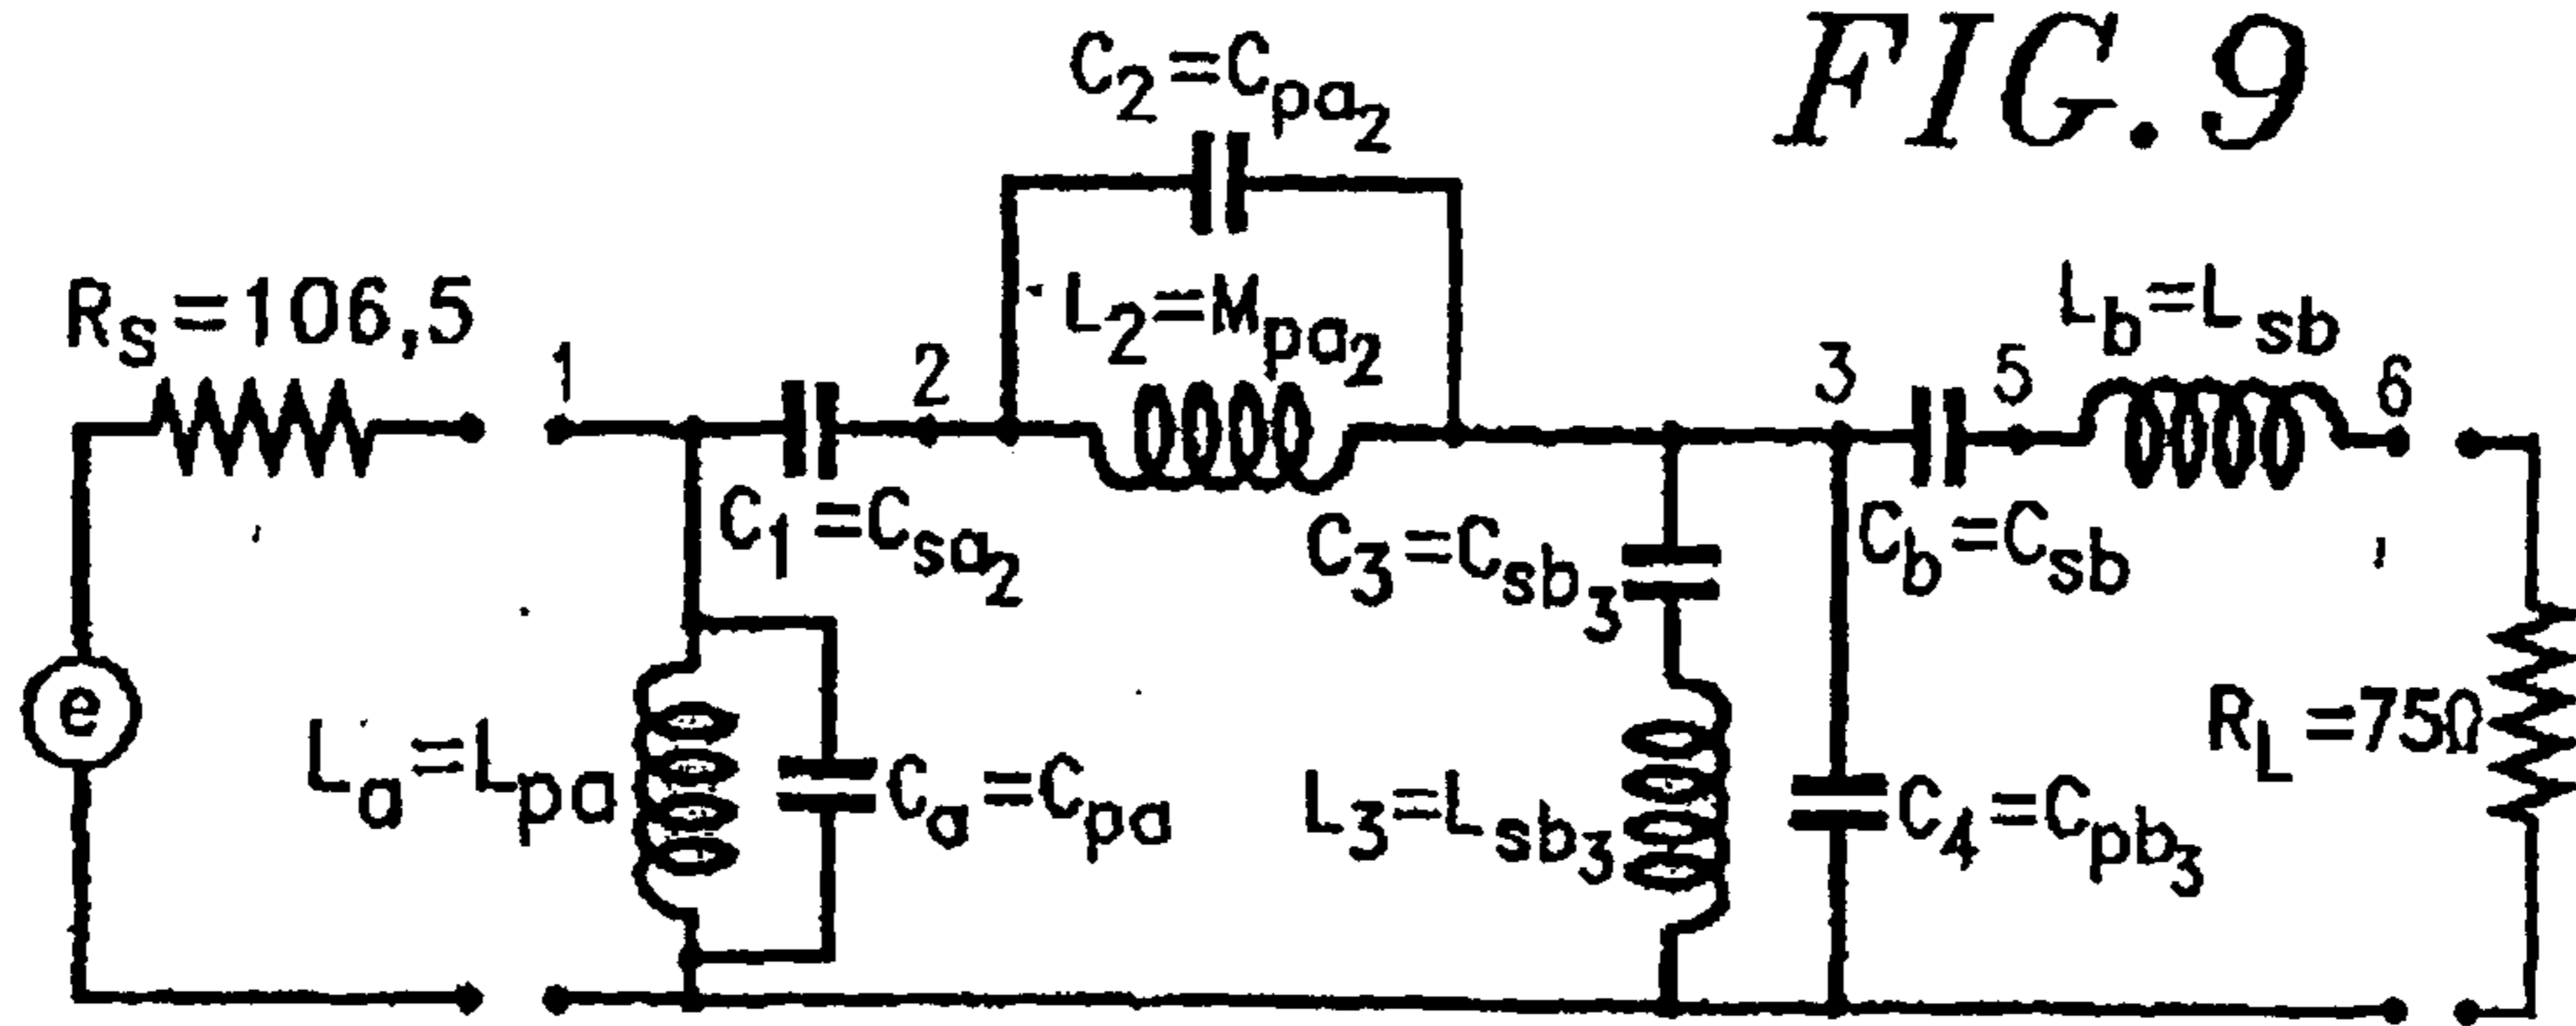 FIG. 9
C2=Cpa2
RS=106,5
1
2
L2=Mpa2
3
5
Lb=Lsb
6
C1=Csa2
C3=Csb3
Cb=Csb
e
La=Lpa
Ca=Cpa
L3=Lsb3
C4=Cpb3
RL=75Ω